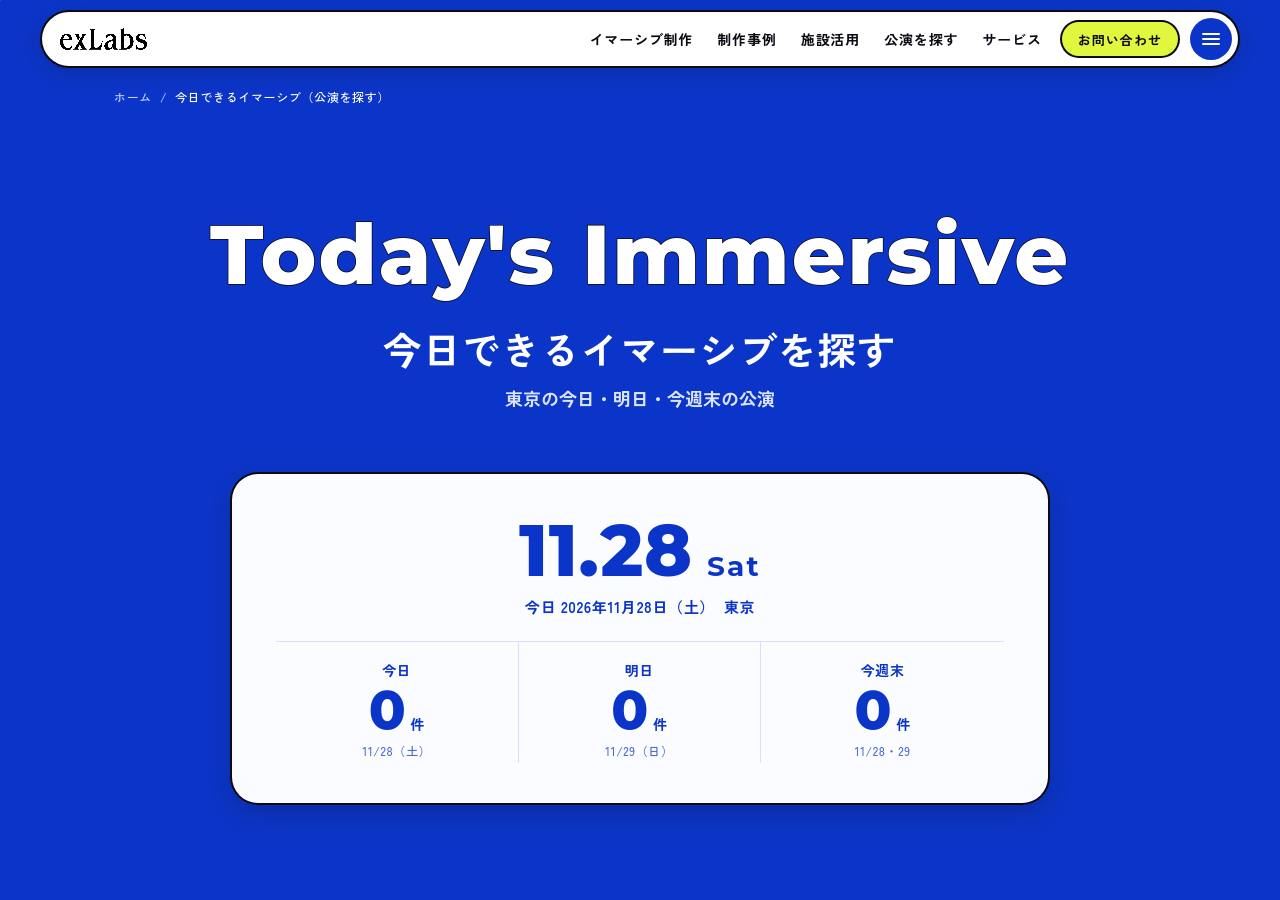 exLabs
イマーシブ制作 制作事例 施設活用 公演を探す サービス お問い合わせ
ホーム / 今日できるイマーシブ（公演を探す）
Today's Immersive
今日できるイマーシブを探す
東京の今日・明日・今週末の公演
11.28 Sat
今日 2026年11月28日（土） 東京
今日 明日 今週末
0件 0件 0件
11/28（土） 11/29（日） 11/28・29